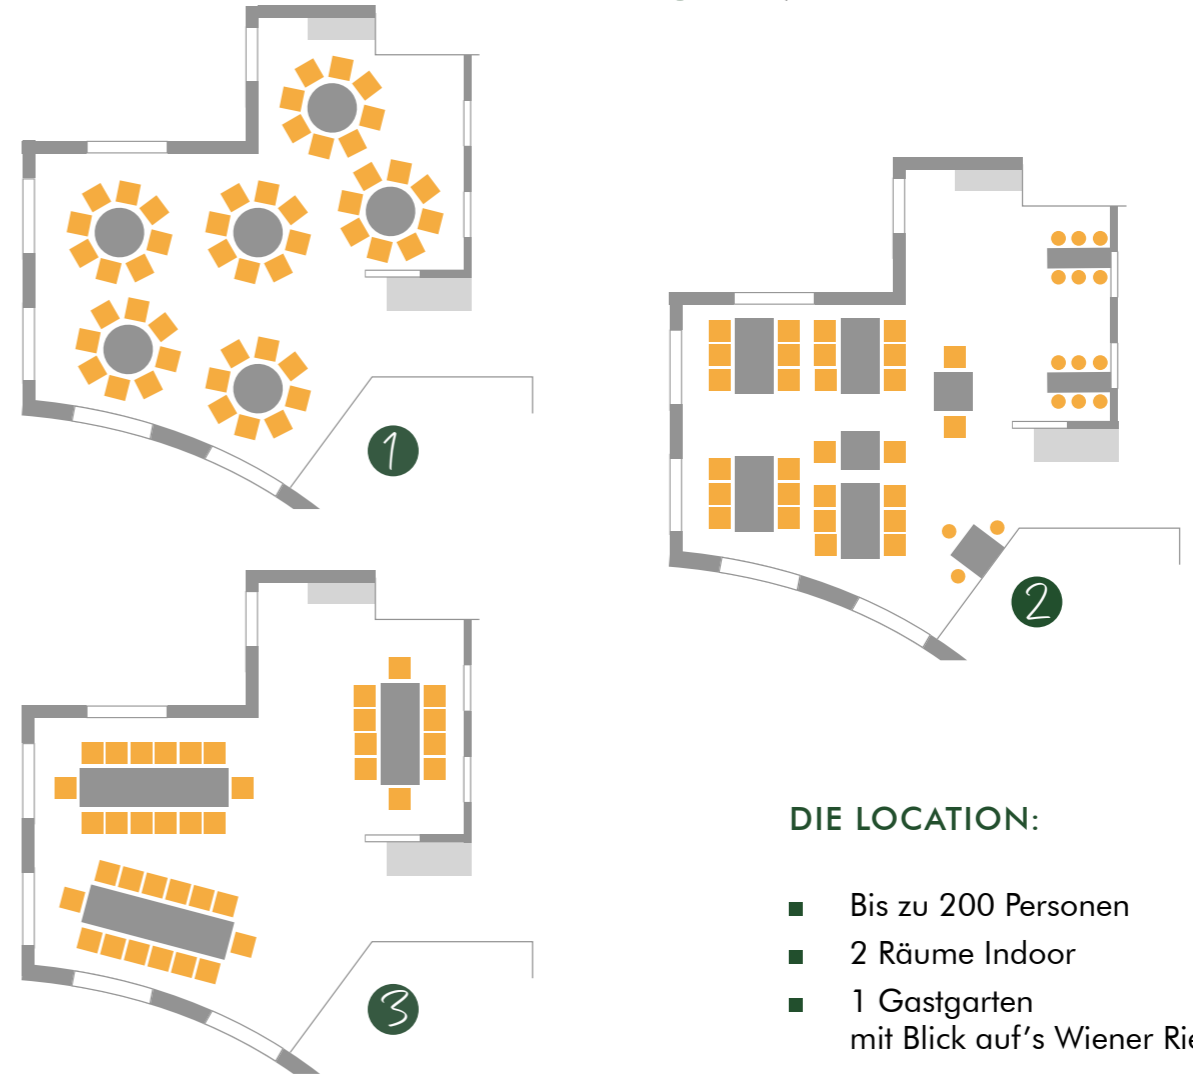 1
2
3
DIE LOCATION:
Bis zu 200 Personen
2 Räume Indoor
1 Gastgarten
mit Blick auf's Wiener